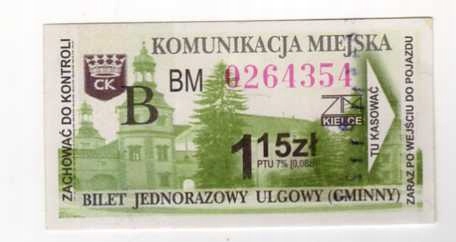 ZACHOWAĆ DO KONTROLI
KOMUNIKACJA MIEJSKA
CK
B
BM 0264354
ZTM
KIELCE
1 15zł
PTU 7%
BILET JEDNORAZOWY ULGOWY (GMINNY)
TU KASOWAĆ
ZARAZ PO WEJŚCIU DO POJAZDU